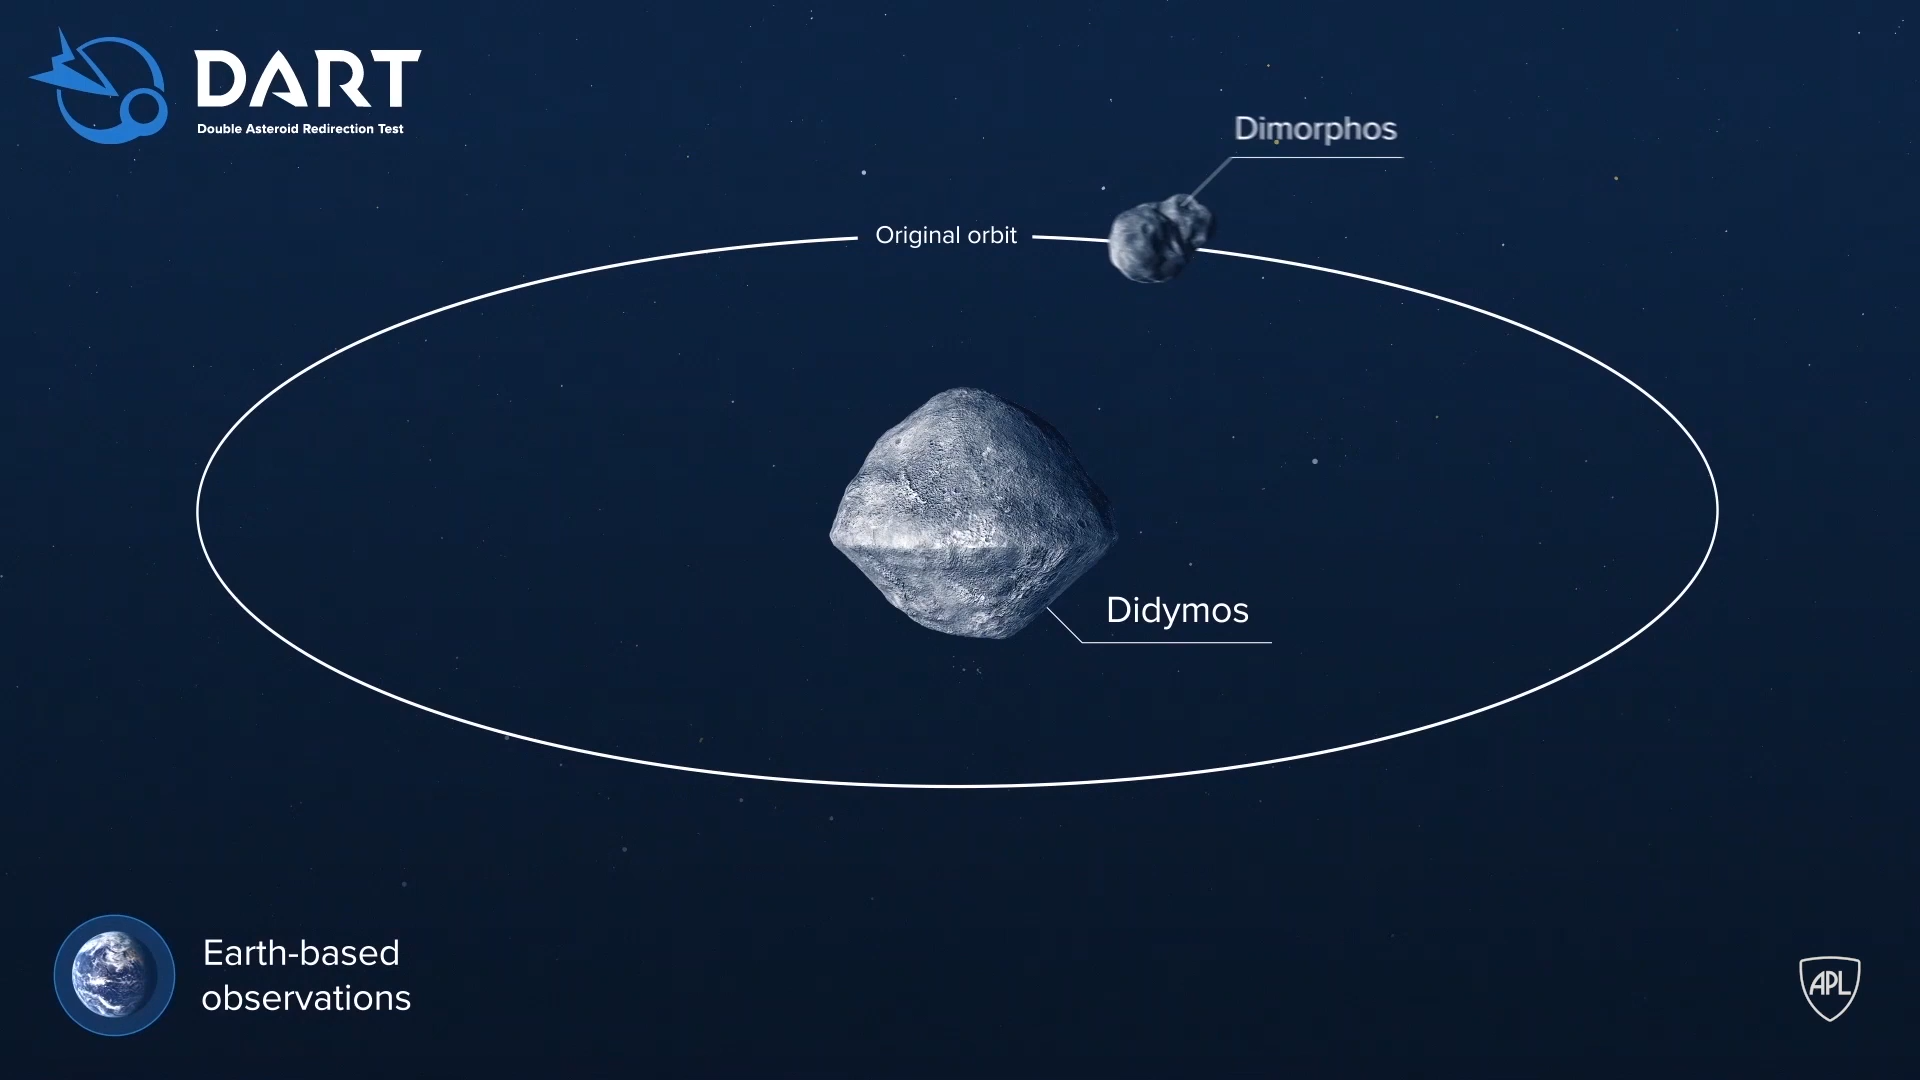 DART
Double Asteroid Redirection Test
Dimorphos
Original orbit
Didymos
Earth-based
observations
APL